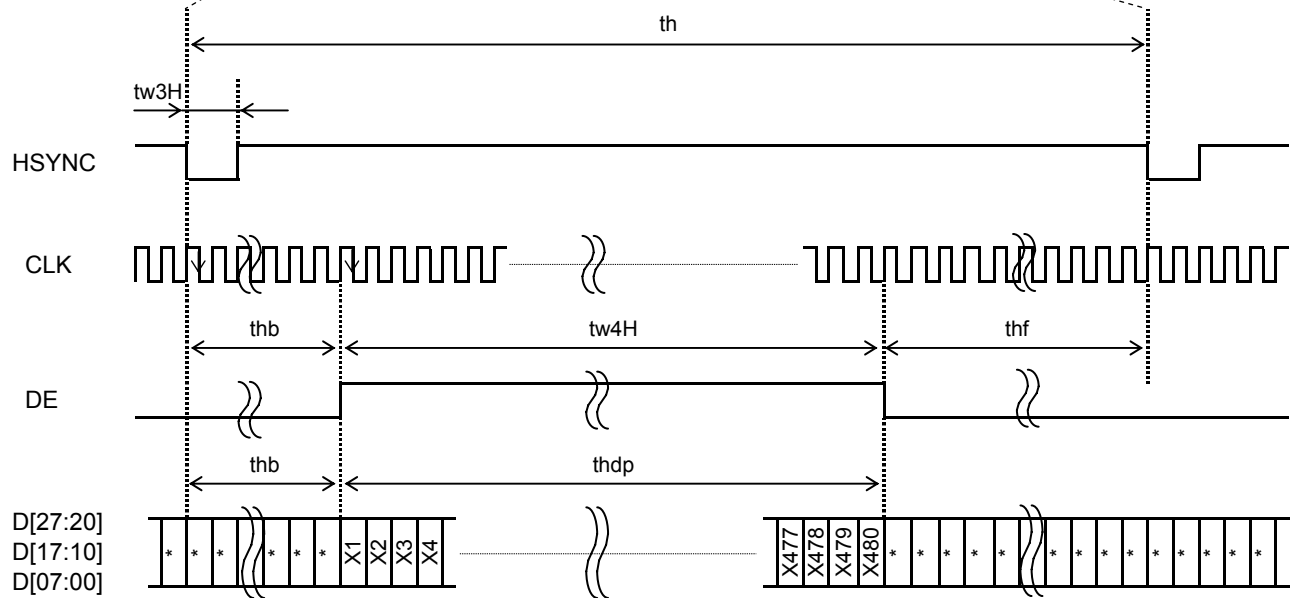 th
tw3H
HSYNC
CLK
thb tw4H thf
DE
thb thdp
D[27:20]
D[17:10]
D[07:00]
* * * * * * X1 X2 X3 X4 X477 X478 X479 X480 * * * * * * * * * * * * * * *